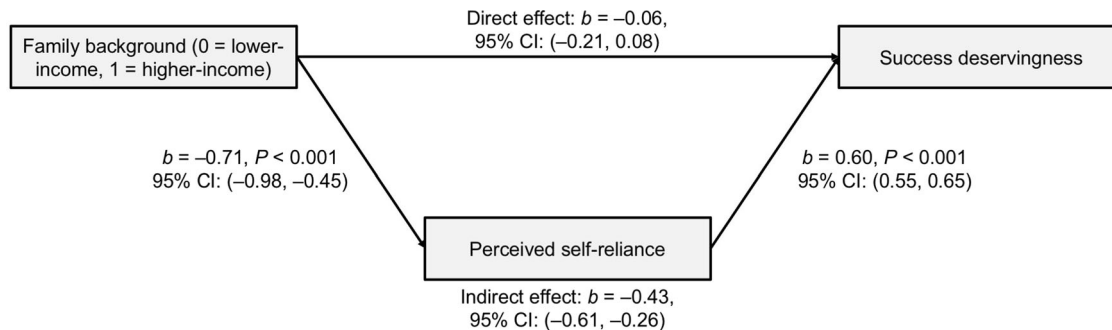 Direct effect: b = –0.06,
95% CI: (–0.21, 0.08)
Family background (0 = lower-
income, 1 = higher-income)
Success deservingness
b = –0.71, P < 0.001
95% CI: (–0.98, –0.45)
b = 0.60, P < 0.001
95% CI: (0.55, 0.65)
Perceived self-reliance
Indirect effect: b = –0.43,
95% CI: (–0.61, –0.26)